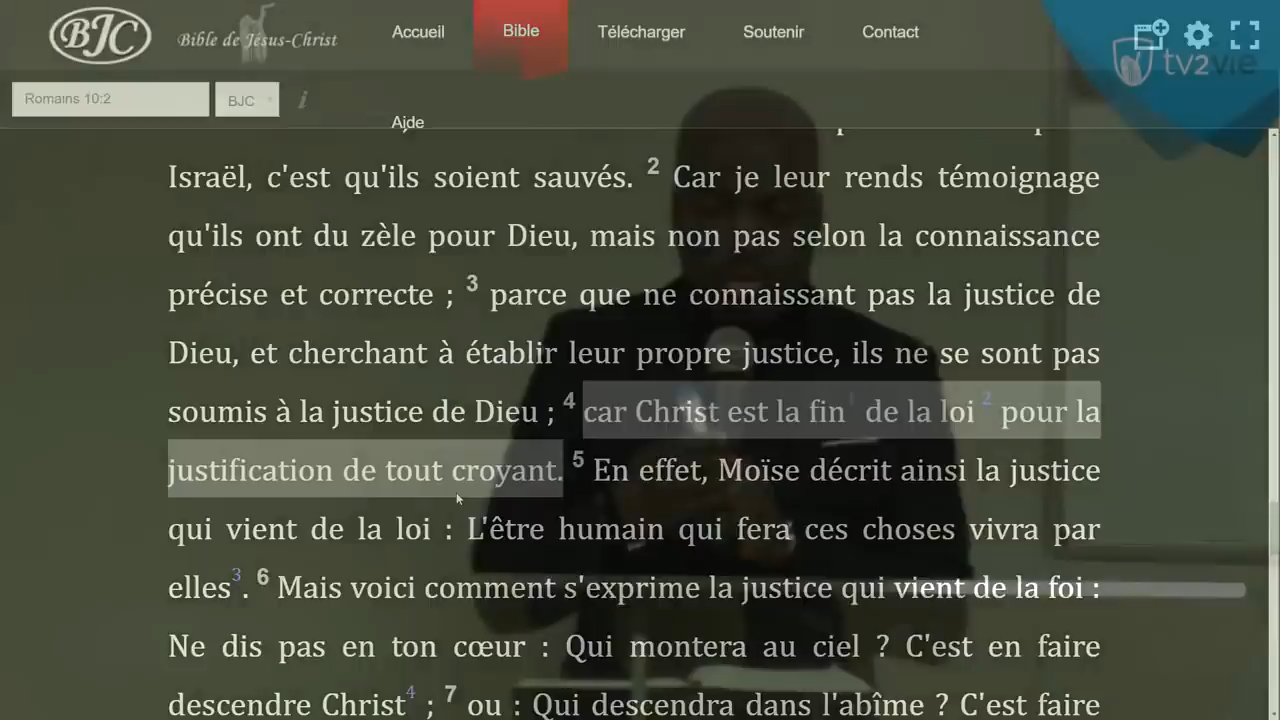 BJC Bible de Jésus-Christ Accueil Bible Télécharger Soutenir Contact
tv2vie
Romains 10:2 BJC i
Aide
Israël, c'est qu'ils soient sauvés. 2 Car je leur rends témoignage
qu'ils ont du zèle pour Dieu, mais non pas selon la connaissance
précise et correcte ; 3 parce que ne connaissant pas la justice de
Dieu, et cherchant à établir leur propre justice, ils ne se sont pas
soumis à la justice de Dieu ; 4 car Christ est la fin 1 de la loi 2 pour la
justification de tout croyant. 5 En effet, Moïse décrit ainsi la justice
qui vient de la loi : L'être humain qui fera ces choses vivra par
elles3. 6 Mais voici comment s'exprime la justice qui vient de la foi :
Ne dis pas en ton cœur : Qui montera au ciel ? C'est en faire
descendre Christ4 ; 7 ou : Qui descendra dans l'abîme ? C'est faire